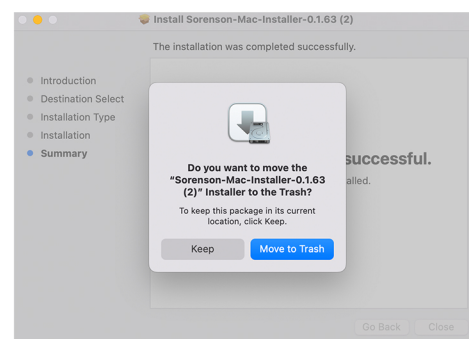 Install Sorenson-Mac-Installer-0.1.63 (2)
The installation was completed successfully.
Introduction
Destination Select
Installation Type
Installation
Summary
successful.
alled.
Do you want to move the
“Sorenson-Mac-Installer-0.1.63
(2)” Installer to the Trash?
To keep this package in its current
location, click Keep.
Keep
Move to Trash
Go Back
Close